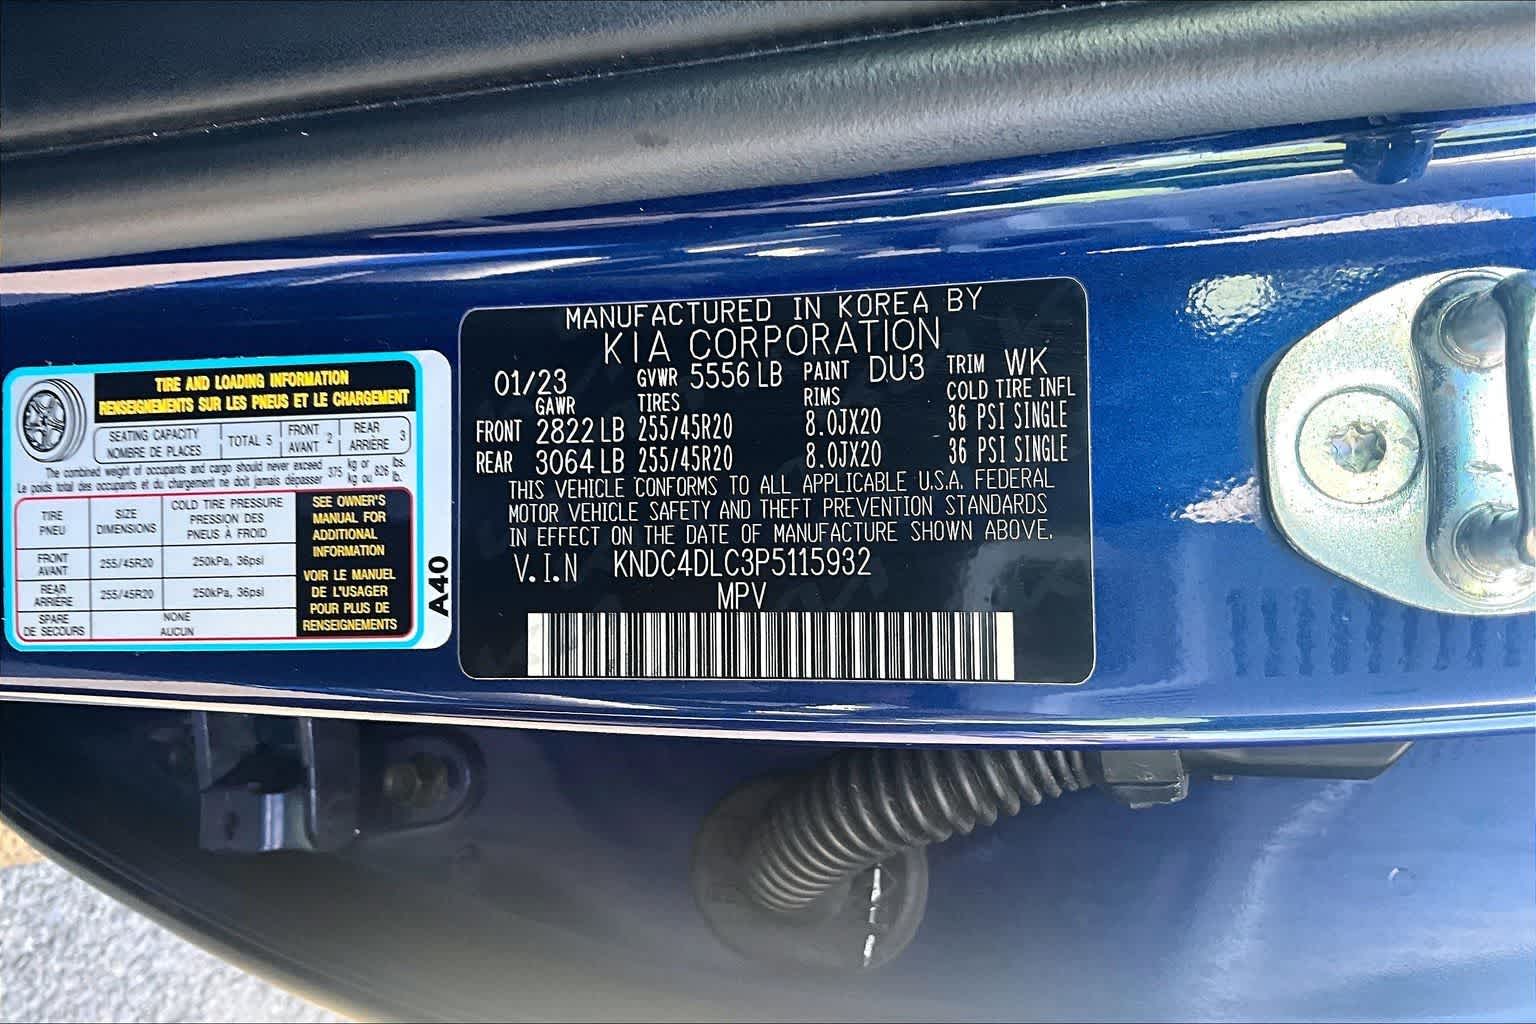 TIRE AND LOADING INFORMATION
RENSEIGNEMENTS SUR LES PNEUS ET LE CHARGEMENT
SEATING CAPACITY
NOMBRE DE PLACES
TOTAL 5
FRONT
AVANT 2
REAR
ARRIÈRE 3
The combined weight of occupants and cargo should never exceed 375 kg or 826 lbs.
Le poids total des occupants et du chargement ne doit jamais dépasser 375 kg ou 826 lb.
TIRE
PNEU
SIZE
DIMENSIONS
COLD TIRE PRESSURE
PRESSION DES
PNEUS À FROID
FRONT
AVANT
255/45R20
250kPa, 36psi
REAR
ARRIÈRE
255/45R20
250kPa, 36psi
SPARE
DE SECOURS
NONE
AUCUN
SEE OWNER'S
MANUAL FOR
ADDITIONAL
INFORMATION
VOIR LE MANUEL
DE L'USAGER
POUR PLUS DE
RENSEIGNEMENTS
A40
MANUFACTURED IN KOREA BY
KIA CORPORATION
01/23 GVWR 5556 LB PAINT DU3 TRIM WK
GAWR TIRES RIMS COLD TIRE INFL
FRONT 2822 LB 255/45R20 8.0JX20 36 PSI SINGLE
REAR 3064 LB 255/45R20 8.0JX20 36 PSI SINGLE
THIS VEHICLE CONFORMS TO ALL APPLICABLE U.S.A. FEDERAL
MOTOR VEHICLE SAFETY AND THEFT PREVENTION STANDARDS
IN EFFECT ON THE DATE OF MANUFACTURE SHOWN ABOVE.
V.I.N KNDC4DLC3P5115932
MPV